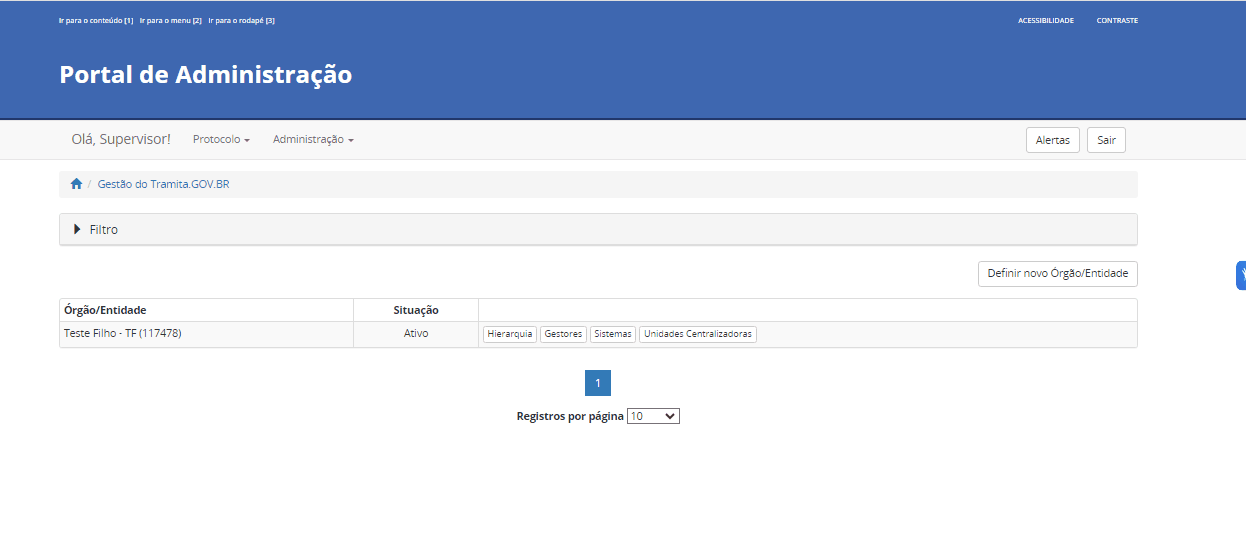 Ir para o conteúdo [1] Ir para o menu [2] Ir para o rodapé [3] ACESSIBILIDADE CONTRASTE
Portal de Administração
Olá, Supervisor! Protocolo Administração Alertas Sair
/ Gestão do Tramita.GOV.BR
Filtro
Definir novo Órgão/Entidade
Órgão/Entidade Situação
Teste Filho - TF (117478) Ativo Hierarquia Gestores Sistemas Unidades Centralizadoras
1
Registros por página 10